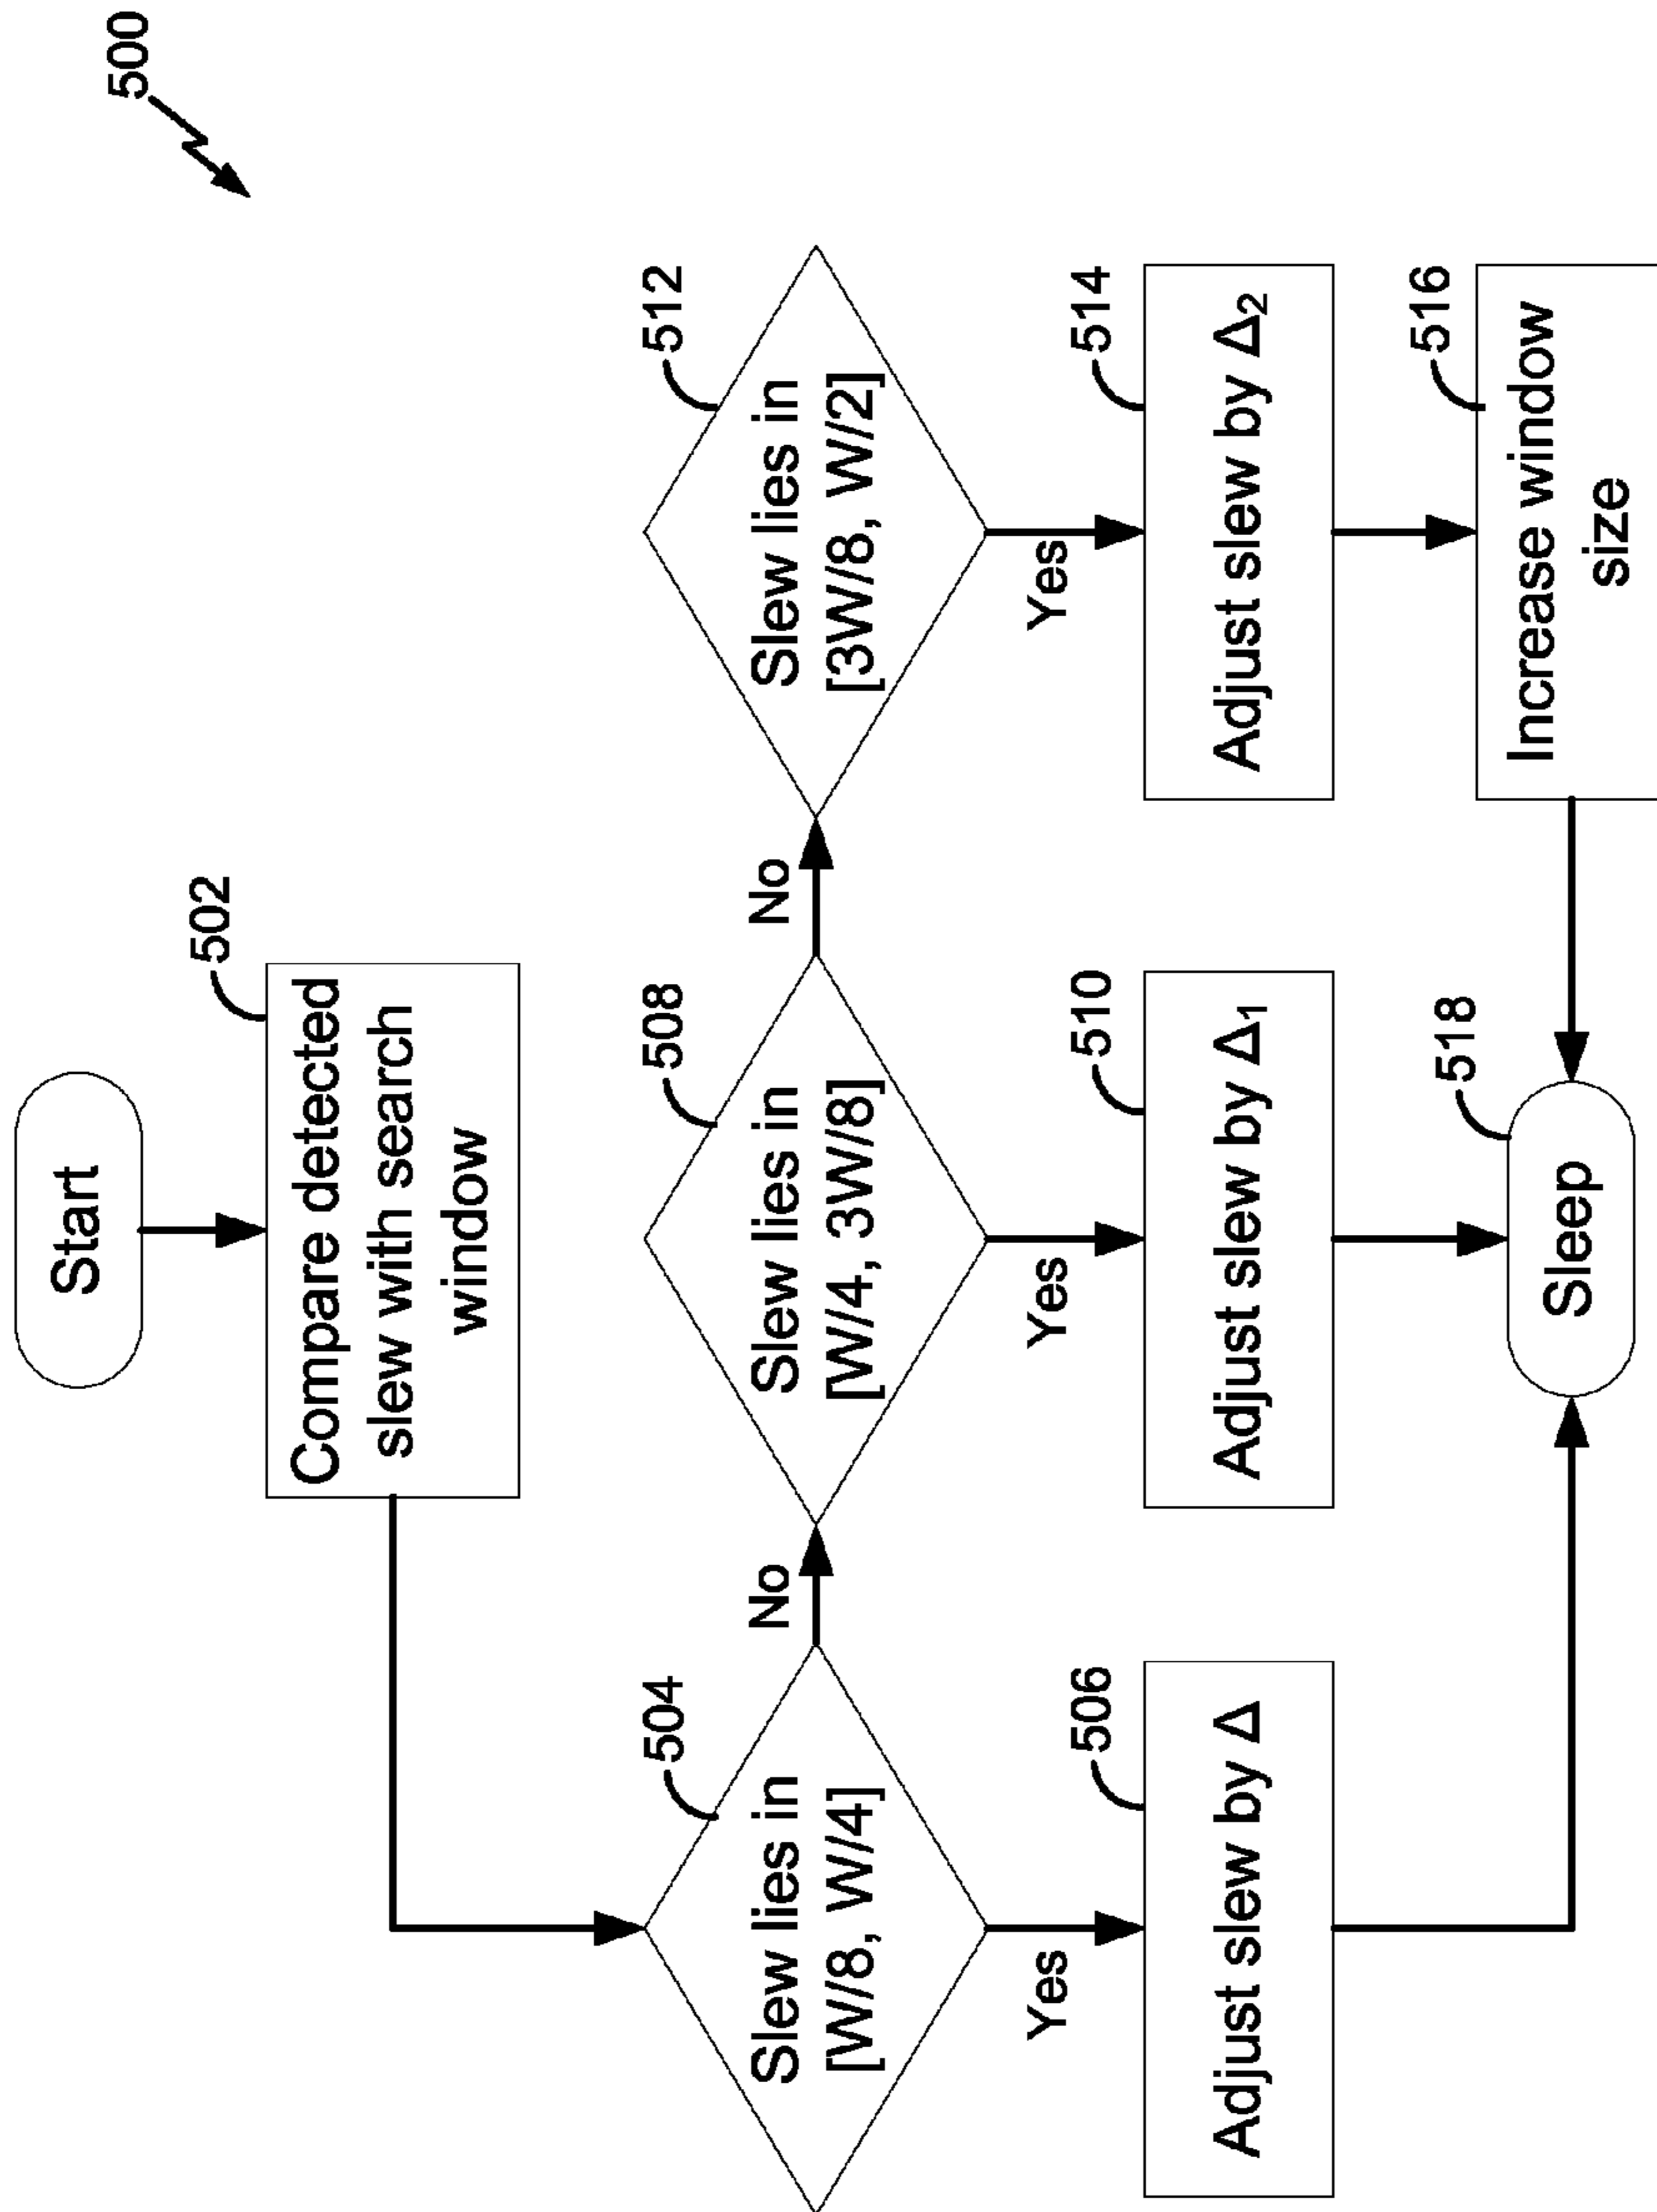 500
Start
502
Compare detected
slew with search
window
504
Slew lies in
[W/8, W/4]
No
508
Slew lies in
[W/4, 3W/8]
No
512
Slew lies in
[3W/8, W/2]
Yes
Yes
Yes
506
Adjust slew by Δ
510
Adjust slew by Δ₁
514
Adjust slew by Δ₂
518
Sleep
516
Increase window
size